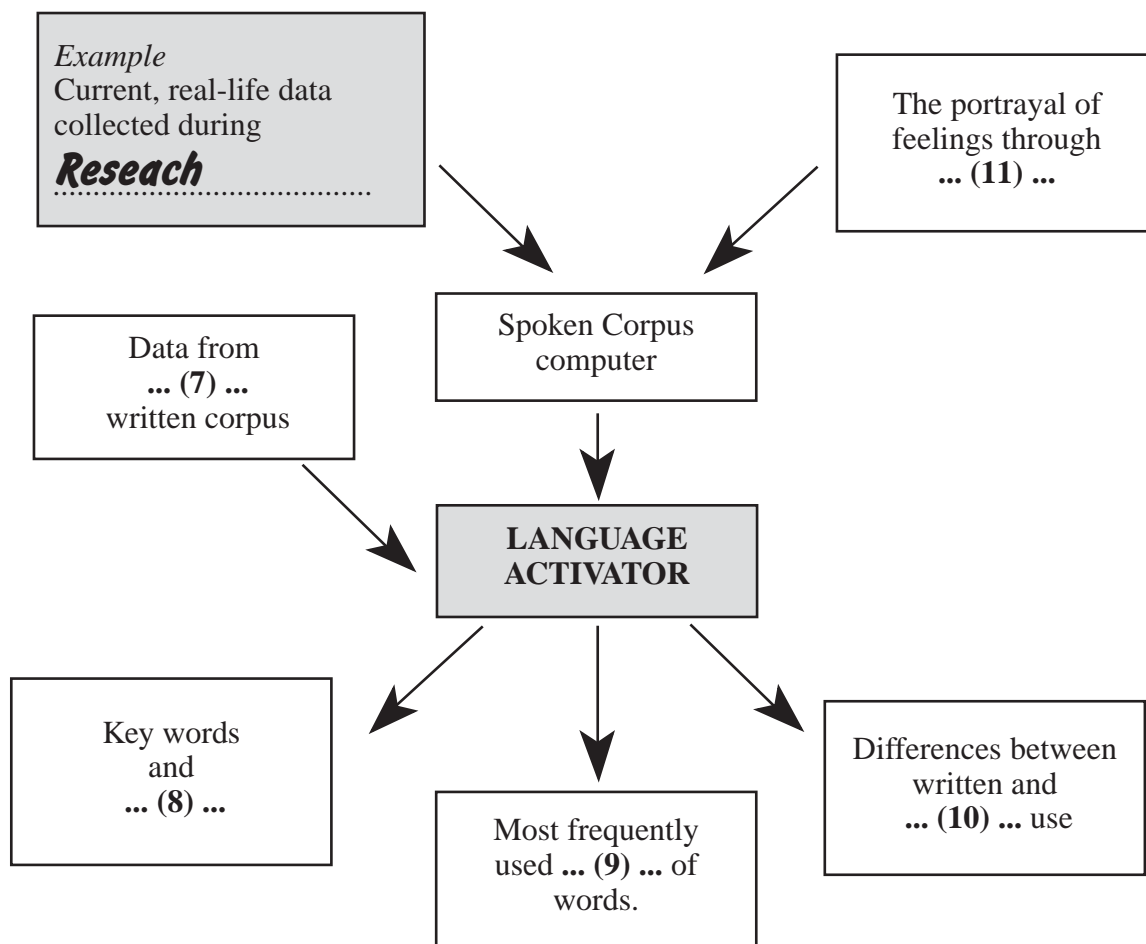 Example
Current, real-life data
collected during
Reseach
The portrayal of
feelings through
... (11) ...
Spoken Corpus
computer
Data from
... (7) ...
written corpus
LANGUAGE
ACTIVATOR
Key words
and
... (8) ...
Most frequently
used ... (9) ... of
words.
Differences between
written and
... (10) ... use